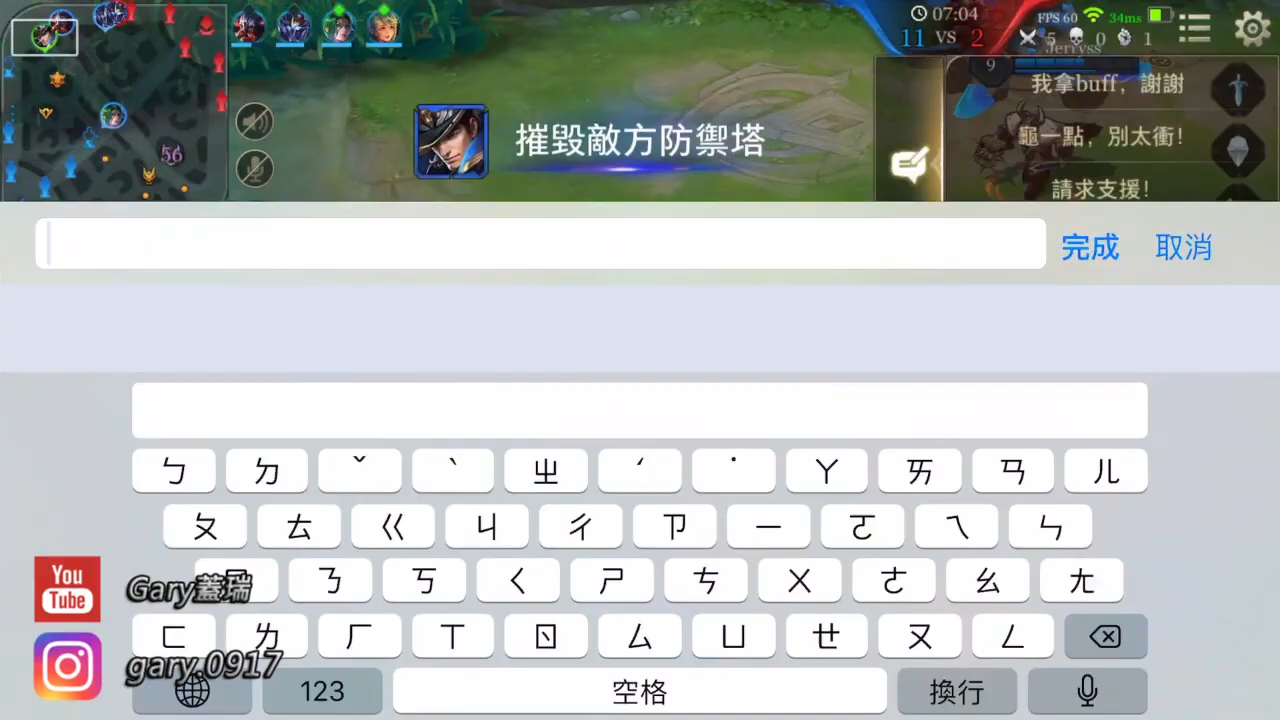 07:04
FPS 60
34ms
11 VS 2
5 0 1
Jerryss
9
我拿buff，謝謝
龜一點，別太衝！
請求支援！
56
摧毀敵方防禦塔
完成 取消
ㄅ ㄉ ˇ ˋ ㄓ ˊ ˙ ㄚ ㄞ ㄢ ㄦ
ㄆ ㄊ ㄍ ㄐ ㄔ ㄗ ㄧ ㄛ ㄟ ㄣ
ㄋ ㄎ ㄑ ㄕ ㄘ ㄨ ㄜ ㄠ ㄤ
ㄈ ㄌ ㄏ ㄒ ㄖ ㄙ ㄩ ㄝ ㄡ ㄥ
123 空格 換行
You
Tube
Gary蓋瑞
gary.0917